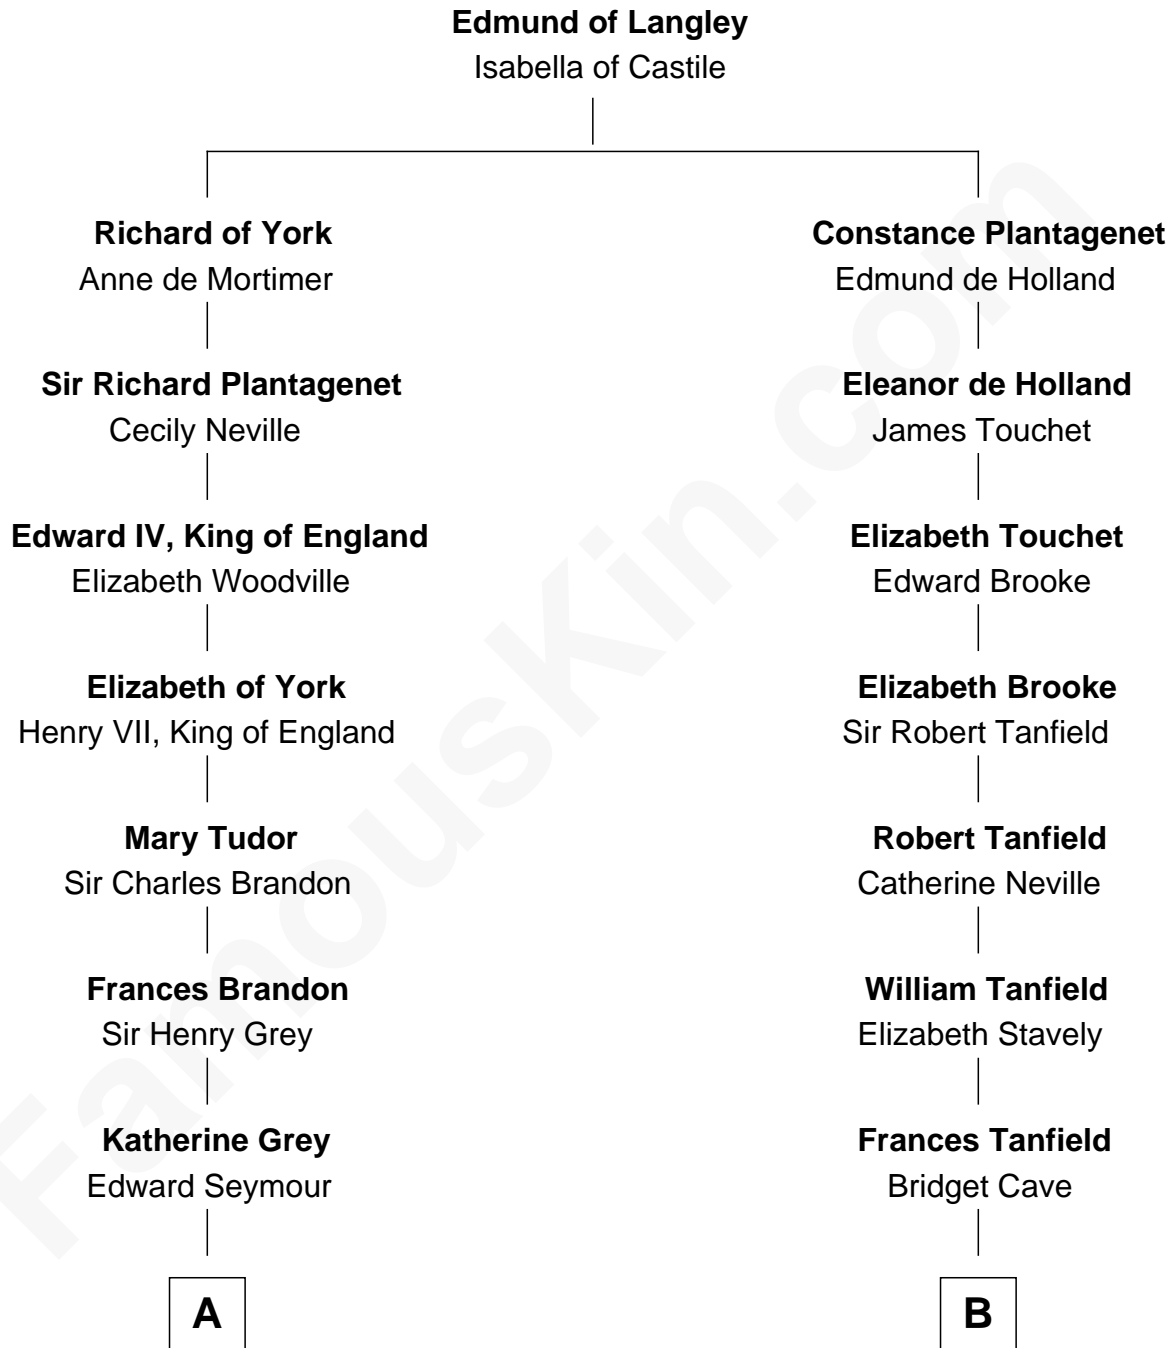 Edmund of Langley
Isabella of Castile
Richard of York
Anne de Mortimer
Constance Plantagenet
Edmund de Holland
Sir Richard Plantagenet
Cecily Neville
Eleanor de Holland
James Touchet
Edward IV, King of England
Elizabeth Woodville
Elizabeth Touchet
Edward Brooke
Elizabeth of York
Henry VII, King of England
Elizabeth Brooke
Sir Robert Tanfield
Mary Tudor
Sir Charles Brandon
Robert Tanfield
Catherine Neville
Frances Brandon
Sir Henry Grey
William Tanfield
Elizabeth Stavely
Katherine Grey
Edward Seymour
Frances Tanfield
Bridget Cave
A
B
FamousKin.com